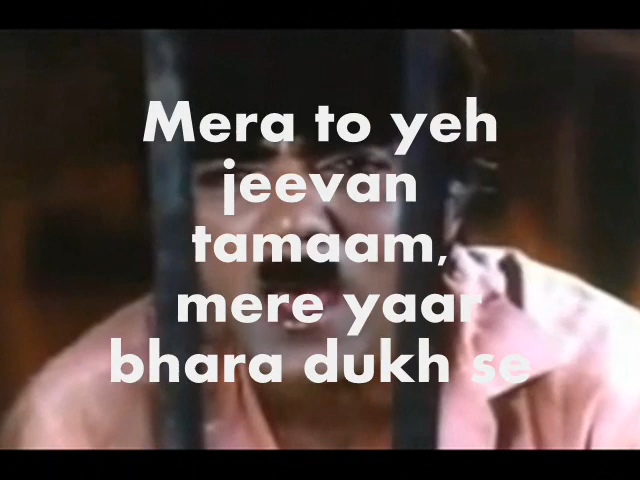 Mera to yeh
jeevan
tamaam,
mere yaar
bhara dukh se